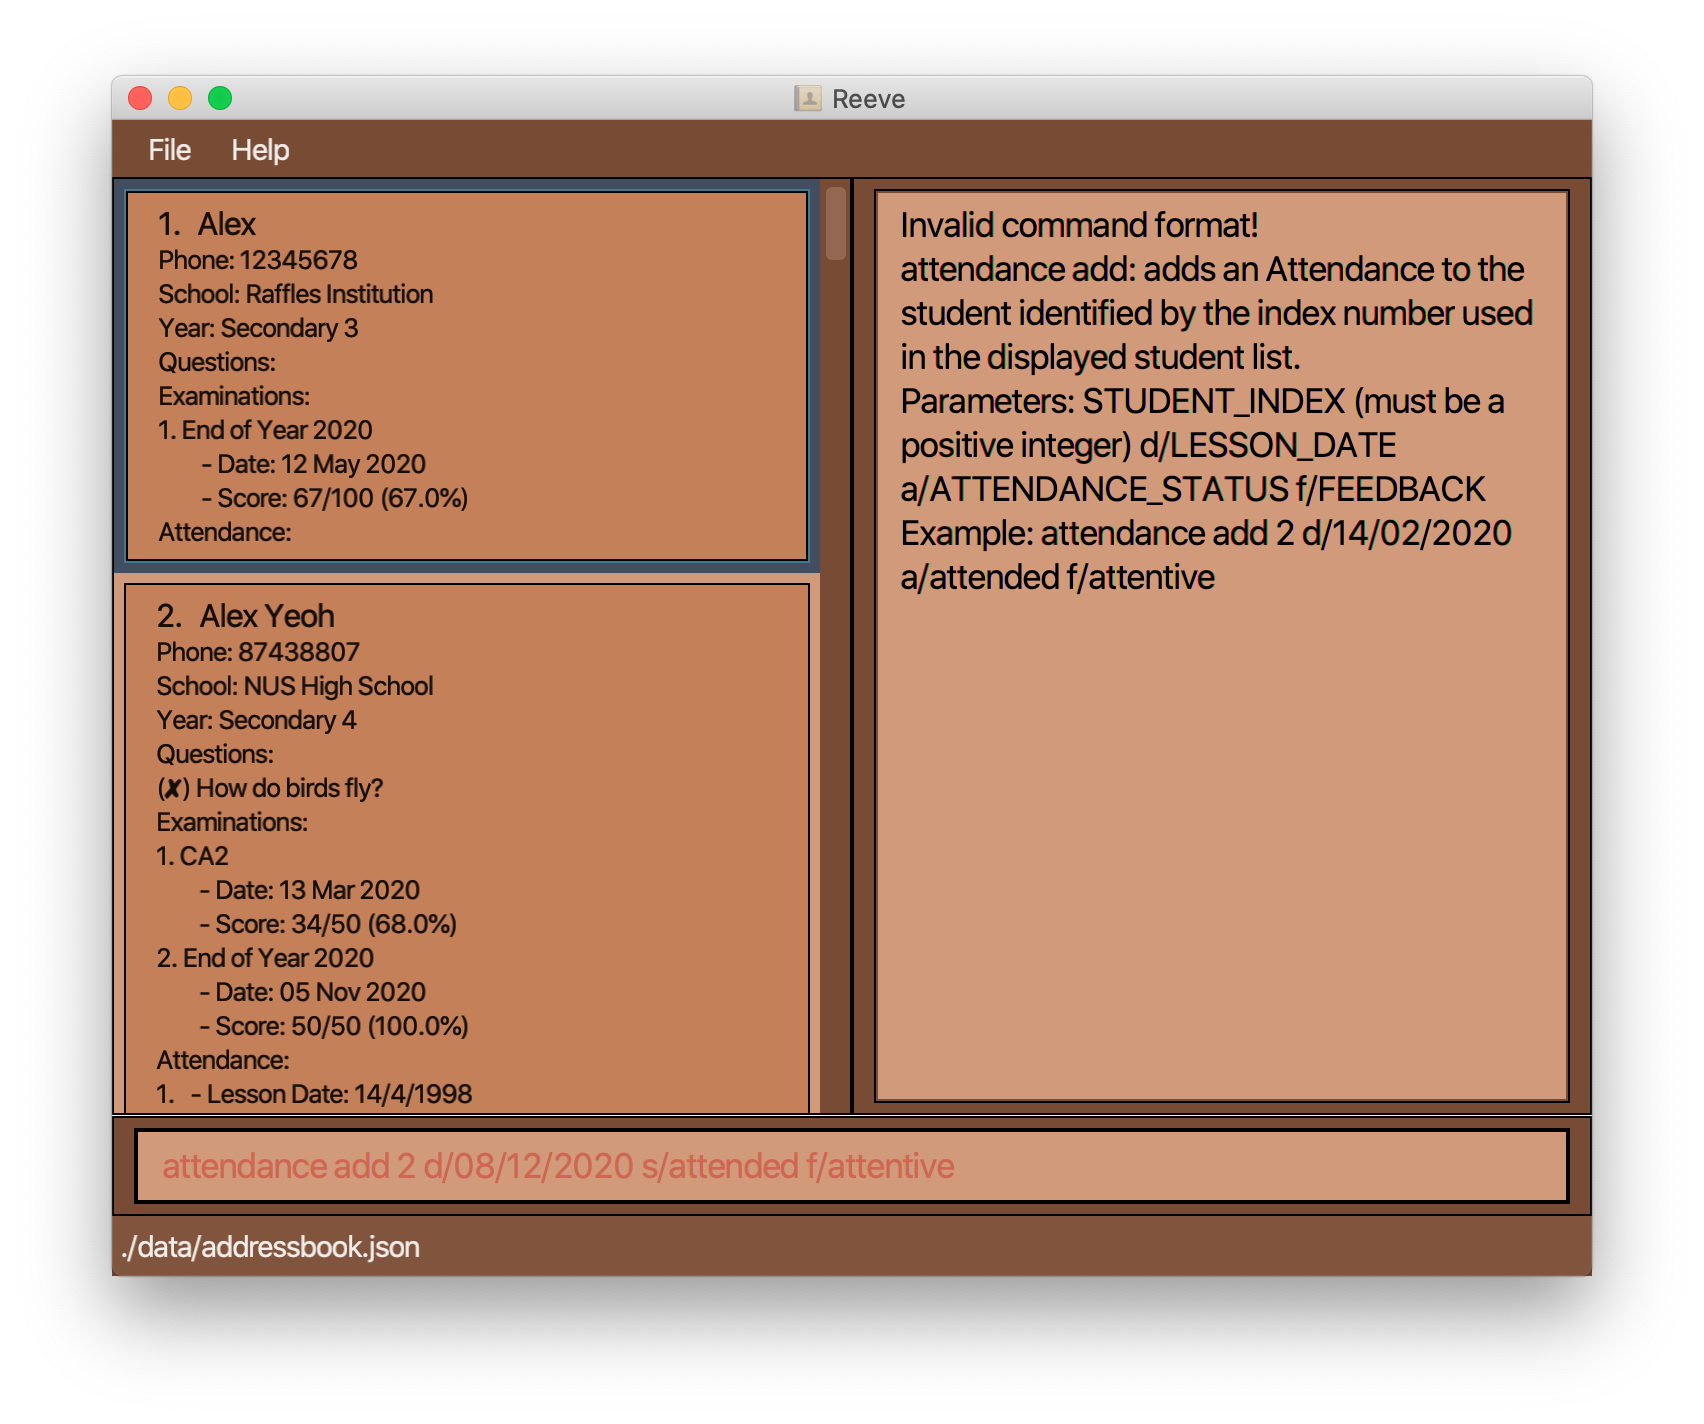 Reeve
File Help
1. Alex
Phone: 12345678
School: Raffles Institution
Year: Secondary 3
Questions:
Examinations:
1. End of Year 2020
- Date: 12 May 2020
- Score: 67/100 (67.0%)
Attendance:
2. Alex Yeoh
Phone: 87438807
School: NUS High School
Year: Secondary 4
Questions:
(✘) How do birds fly?
Examinations:
1. CA2
- Date: 13 Mar 2020
- Score: 34/50 (68.0%)
2. End of Year 2020
- Date: 05 Nov 2020
- Score: 50/50 (100.0%)
Attendance:
1. - Lesson Date: 14/4/1998
Invalid command format!
attendance add: adds an Attendance to the
student identified by the index number used
in the displayed student list.
Parameters: STUDENT_INDEX (must be a
positive integer) d/LESSON_DATE
a/ATTENDANCE_STATUS f/FEEDBACK
Example: attendance add 2 d/14/02/2020
a/attended f/attentive
attendance add 2 d/08/12/2020 s/attended f/attentive
./data/addressbook.json